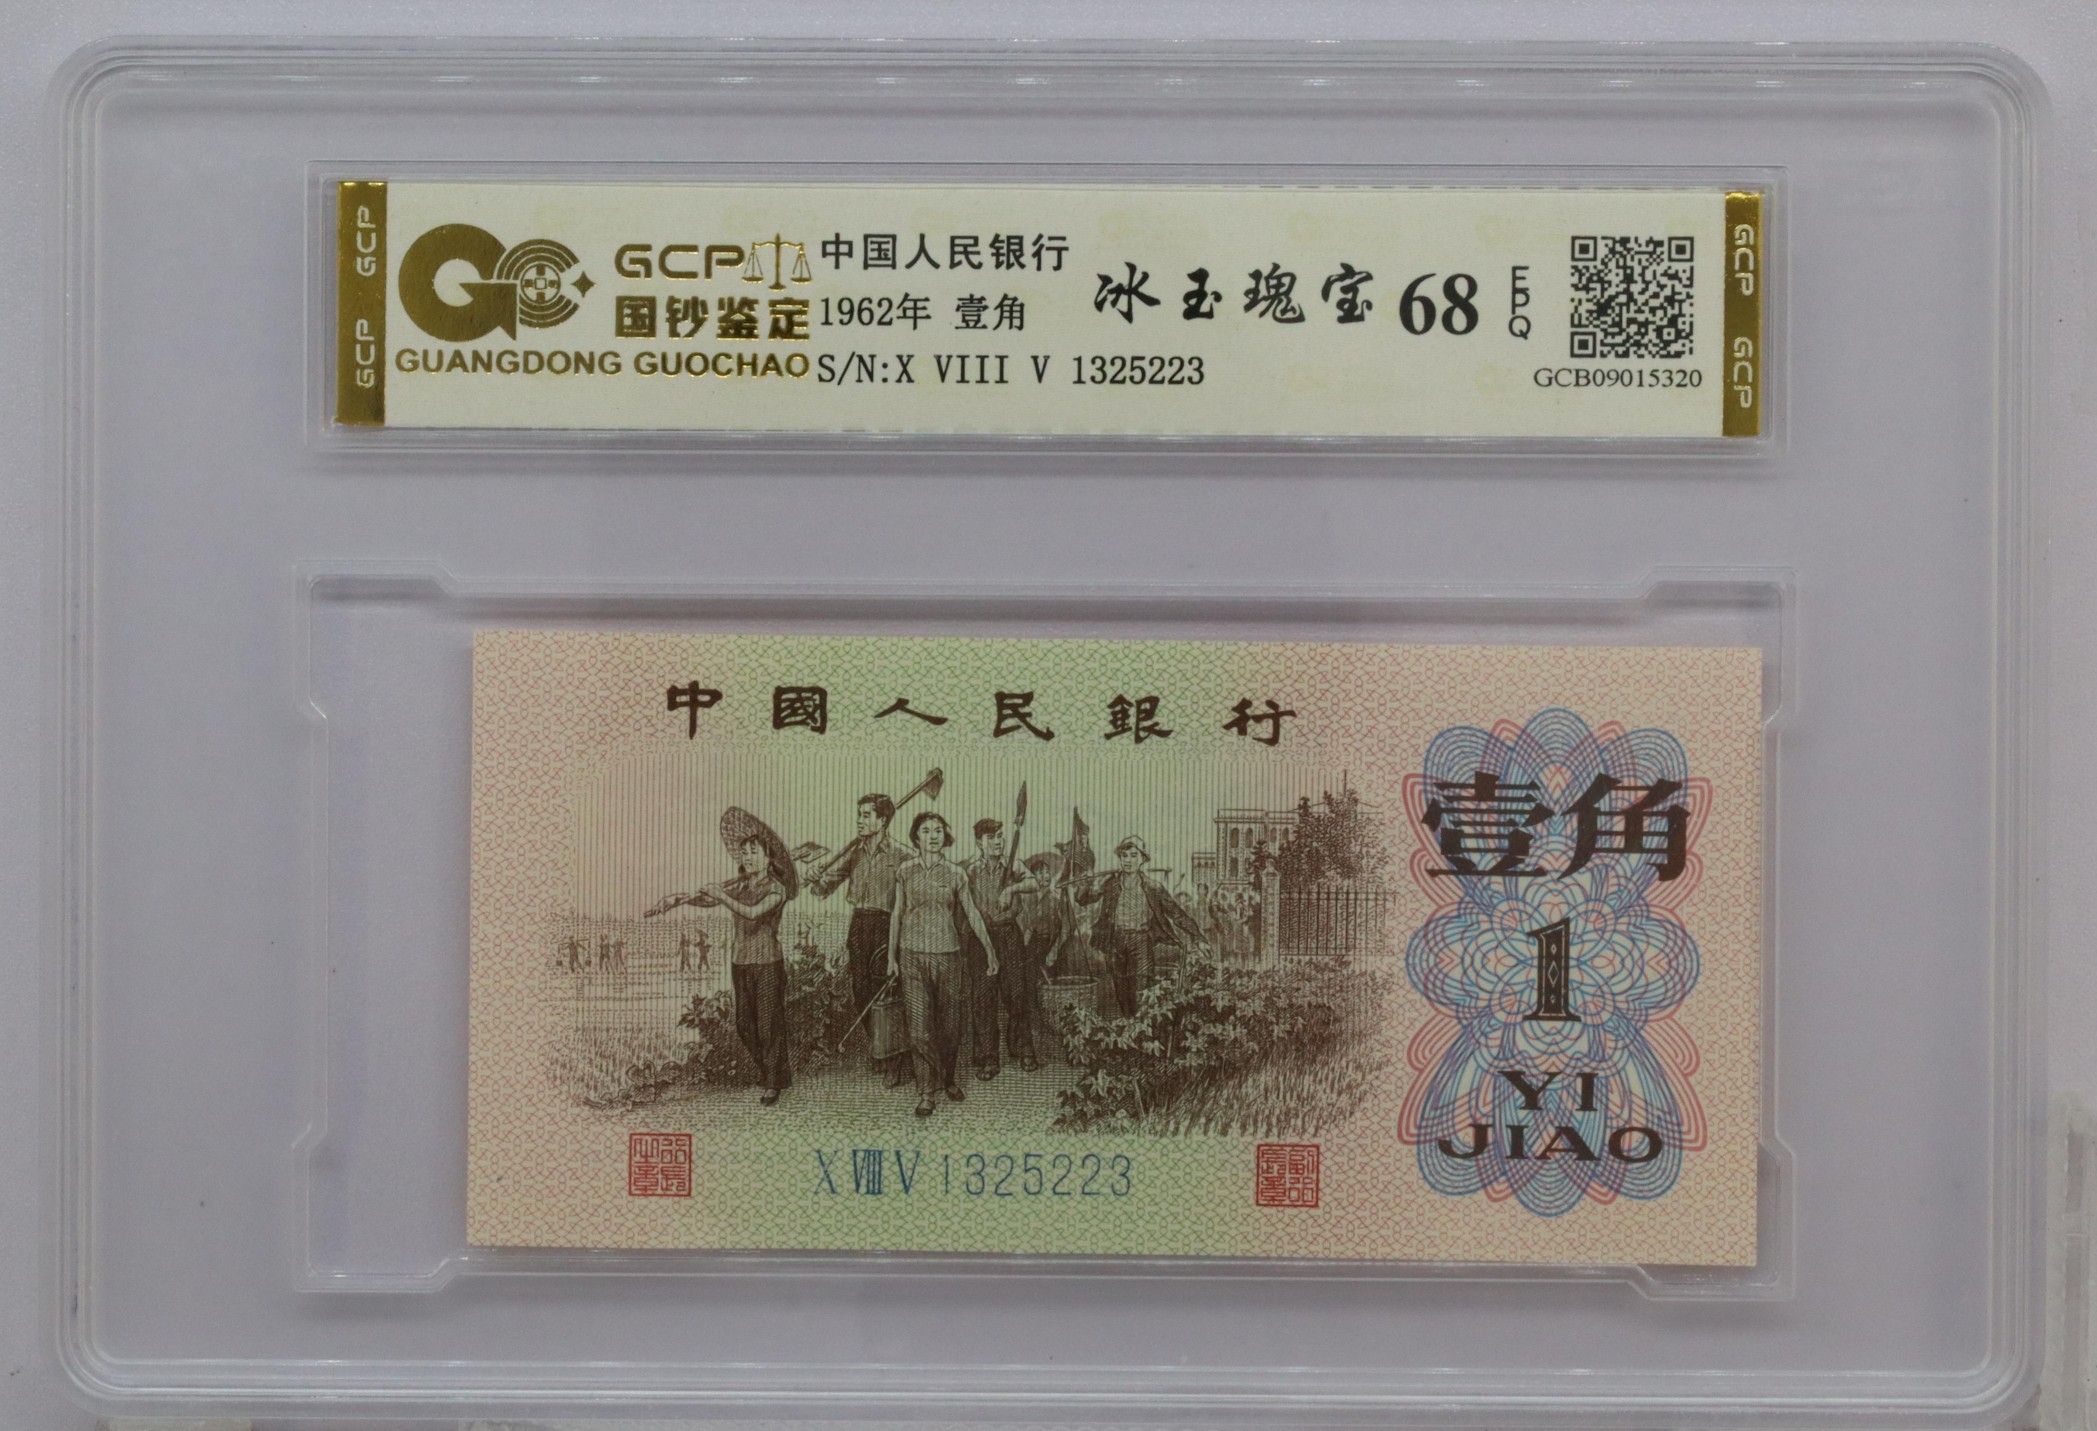 GCP GCP
GCP
国钞鉴定
GUANGDONG GUOCHAO
中国人民银行
1962年 壹角
S/N:X VIII V 1325223
冰玉瑰宝 68 EPQ
GCB09015320
GCP GCP
中國人民銀行
壹角
1
YI
JIAO
X VIII V 1325223